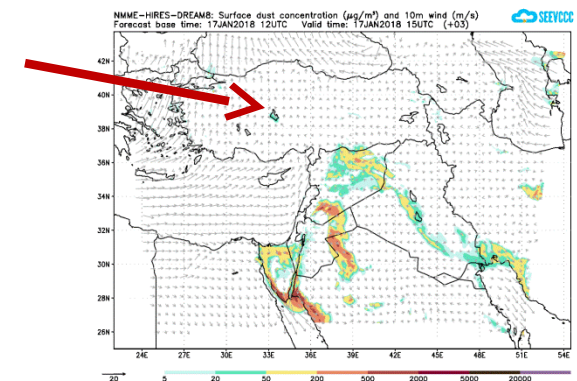 NMME-HIRES-DREAM8: Surface dust concentration (μg/m³) and 10m wind (m/s)
Forecast base time: 17JAN2018 12UTC Valid time: 17JAN2018 15UTC (+03)
SEEVCCC
42N
40N
38N
36N
34N
32N
30N
28N
26N
24E 27E 30E 33E 36E 39E 42E 45E 48E 51E 54E
20 5 20 50 200 500 2000 5000 20000